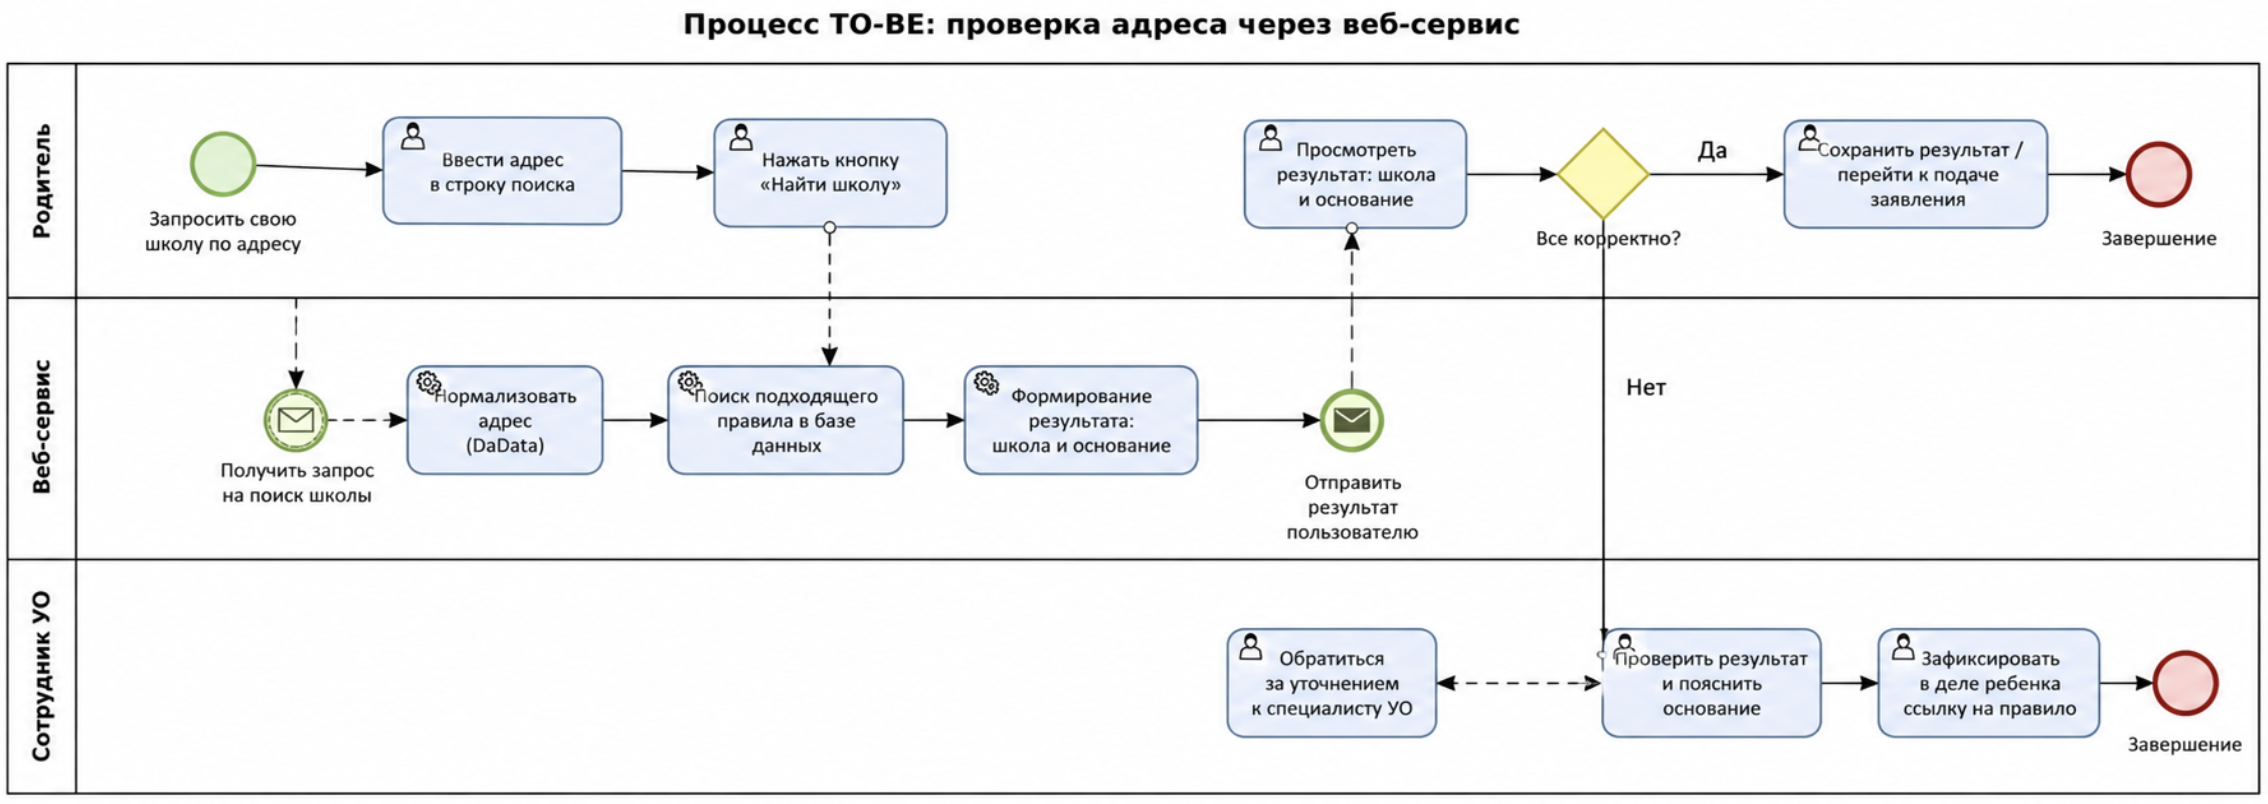 Процесс TO-BE: проверка адреса через веб-сервис
Родитель
Запросить свою
школу по адресу
Ввести адрес
в строку поиска
Нажать кнопку
«Найти школу»
Просмотреть
результат: школа
и основание
Все корректно?
Да
Сохранить результат /
перейти к подаче
заявления
Завершение
Веб-сервис
Получить запрос
на поиск школы
Нормализовать
адрес
(DaData)
Поиск подходящего
правила в базе
данных
Формирование
результата:
школа и основание
Отправить
результат
пользователю
Нет
Сотрудник УО
Обратиться
за уточнением
к специалисту УО
Проверить результат
и пояснить
основание
Зафиксировать
в деле ребенка
ссылку на правило
Завершение